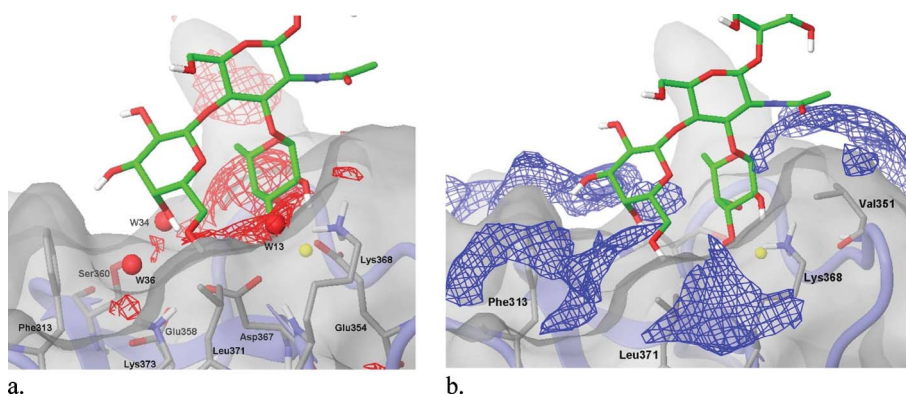 W34
W13
W36
Ser360
Lys368
Phe313
Glu358
Asp367
Glu354
Lys373
Leu371
a.
Val351
Lys368
Phe313
Leu371
b.